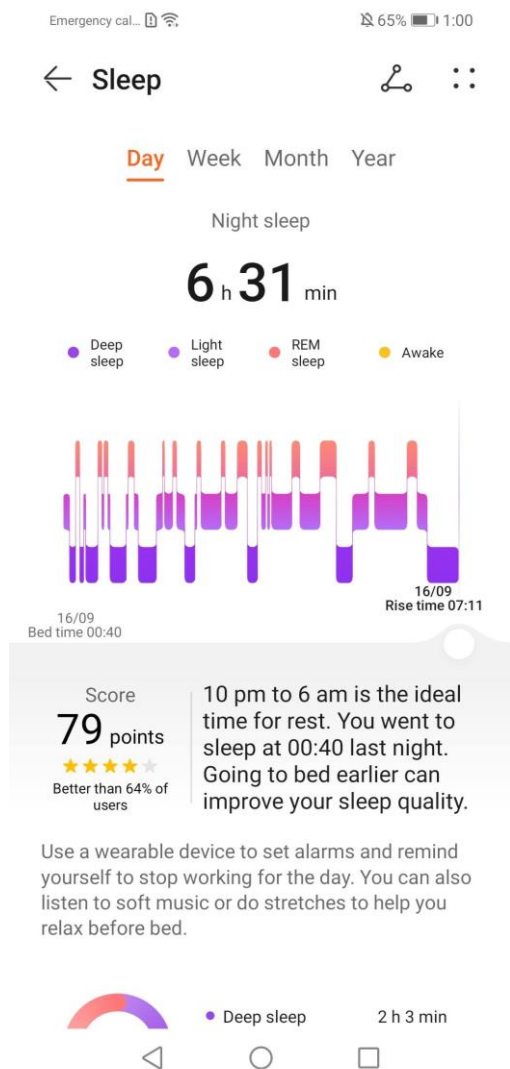 Emergency cal... 65% 1:00
Sleep
Day Week Month Year
Night sleep
6 h 31 min
Deep sleep
Light sleep
REM sleep
Awake
16/09
Bed time 00:40
16/09
Rise time 07:11
Score
79 points
Better than 64% of
users
10 pm to 6 am is the ideal
time for rest. You went to
sleep at 00:40 last night.
Going to bed earlier can
improve your sleep quality.
Use a wearable device to set alarms and remind
yourself to stop working for the day. You can also
listen to soft music or do stretches to help you
relax before bed.
Deep sleep 2 h 3 min